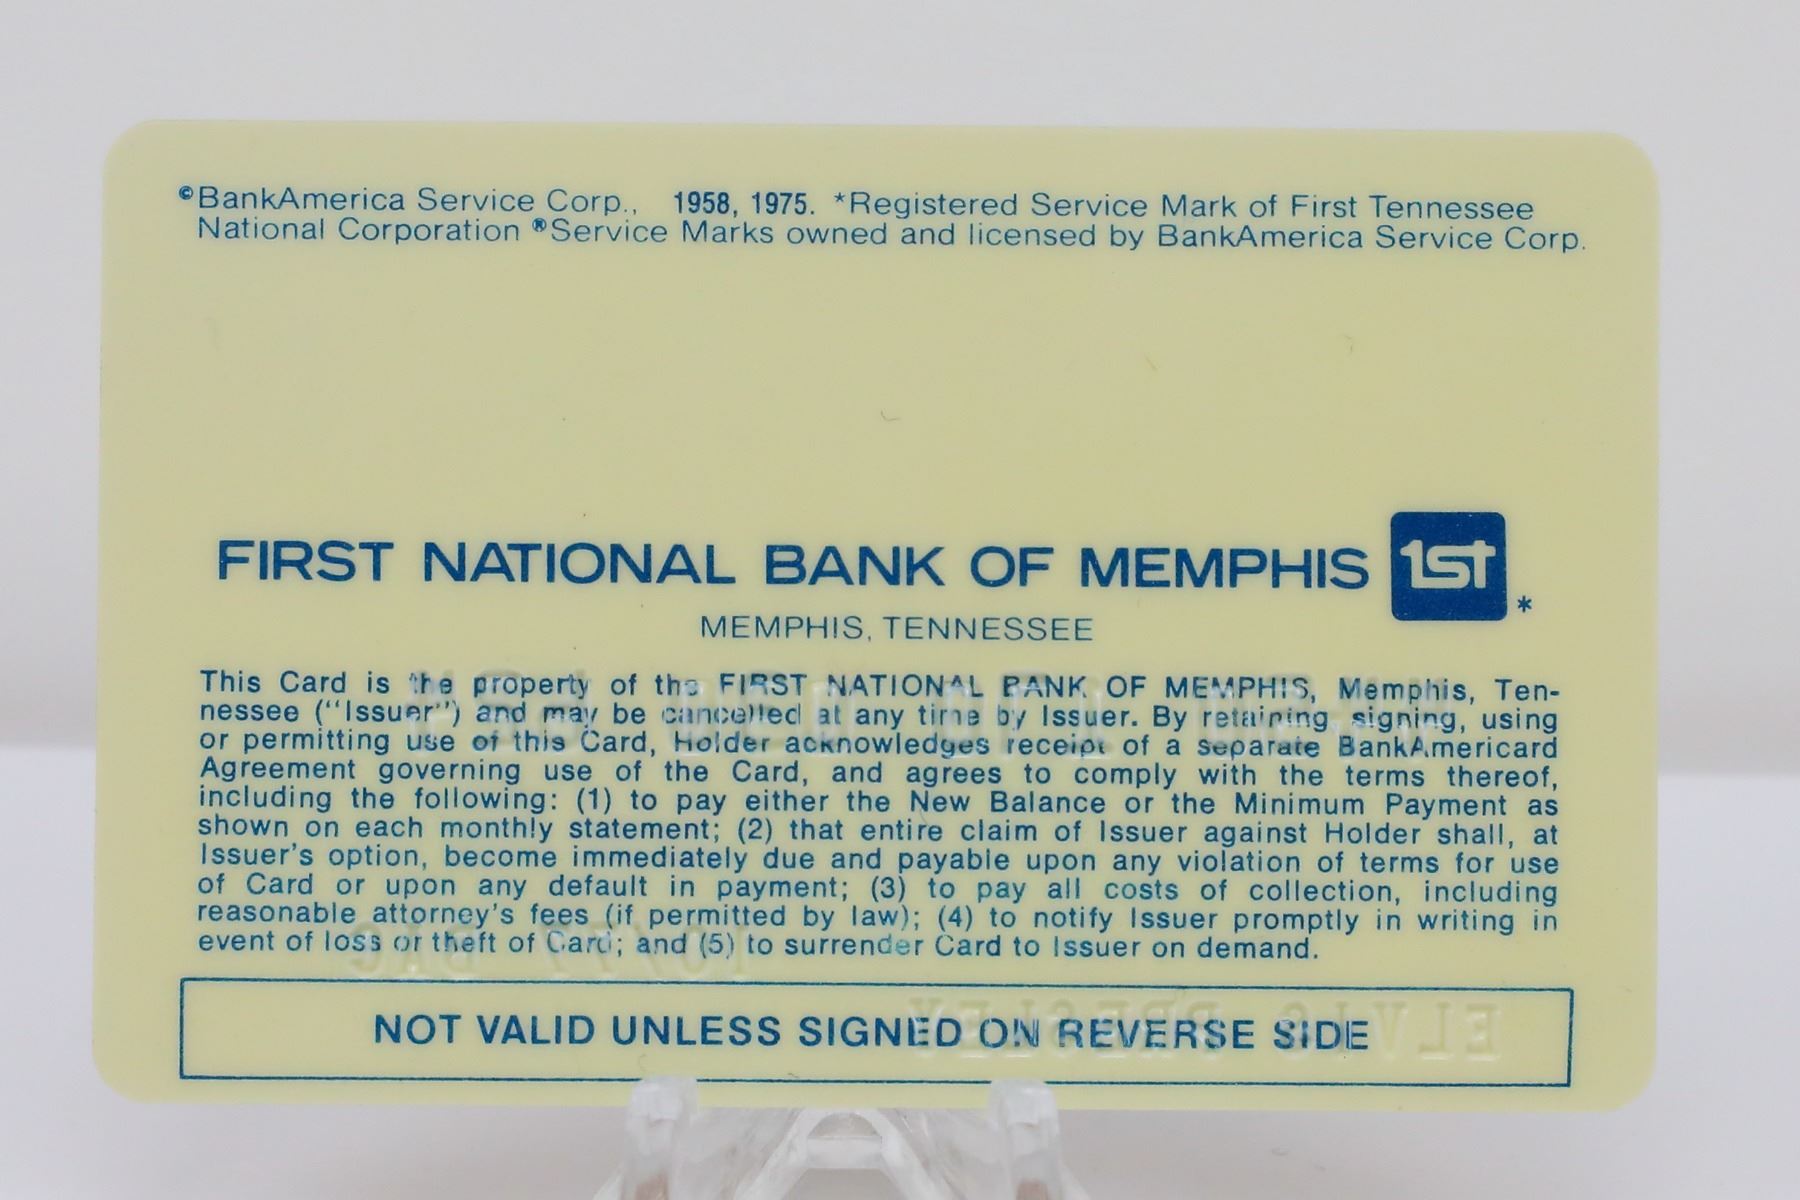 ©BankAmerica Service Corp., 1958, 1975. *Registered Service Mark of First Tennessee
National Corporation ®Service Marks owned and licensed by BankAmerica Service Corp.
FIRST NATIONAL BANK OF MEMPHIS 1st *
MEMPHIS, TENNESSEE
This Card is the property of the FIRST NATIONAL BANK OF MEMPHIS, Memphis, Ten-
nessee (“Issuer”) and may be cancelled at any time by Issuer. By retaining, signing, using
or permitting use of this Card, Holder acknowledges receipt of a separate BankAmericard
Agreement governing use of the Card, and agrees to comply with the terms thereof,
including the following: (1) to pay either the New Balance or the Minimum Payment as
shown on each monthly statement; (2) that entire claim of Issuer against Holder shall, at
Issuer's option, become immediately due and payable upon any violation of terms for use
of Card or upon any default in payment; (3) to pay all costs of collection, including
reasonable attorney's fees (if permitted by law); (4) to notify Issuer promptly in writing in
event of loss or theft of Card; and (5) to surrender Card to Issuer on demand.
10/77 BAC
ELVIS PRESLEY
NOT VALID UNLESS SIGNED ON REVERSE SIDE